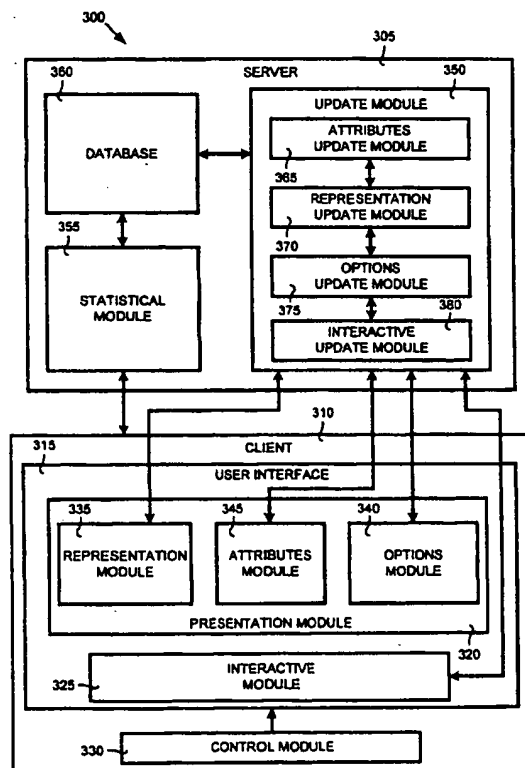 300
305
SERVER
360
DATABASE
350
UPDATE MODULE
ATTRIBUTES
UPDATE MODULE
365
REPRESENTATION
UPDATE MODULE
370
OPTIONS
UPDATE MODULE
375
380
INTERACTIVE
UPDATE MODULE
355
STATISTICAL
MODULE
310
CLIENT
315
USER INTERFACE
335
REPRESENTATION
MODULE
345
ATTRIBUTES
MODULE
340
OPTIONS
MODULE
PRESENTATION MODULE
320
INTERACTIVE
MODULE
325
330
CONTROL MODULE